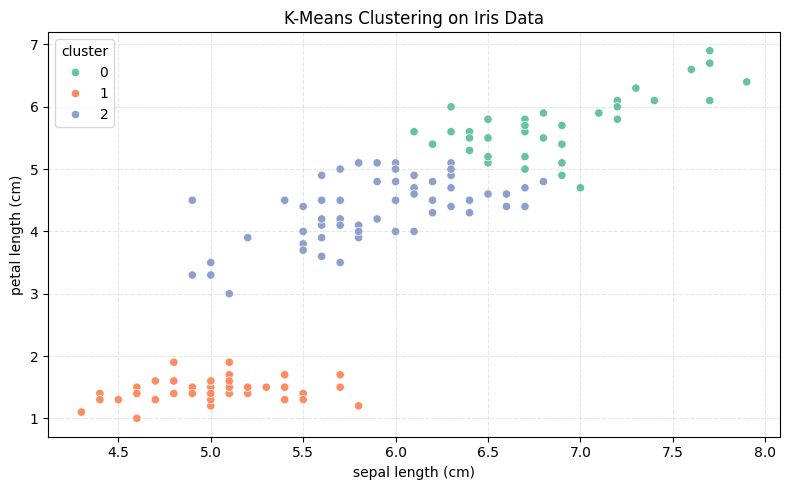 K-Means Clustering on Iris Data
cluster
0
1
2
7
6
5
4
3
2
1
petal length (cm)
4.5 5.0 5.5 6.0 6.5 7.0 7.5 8.0
sepal length (cm)